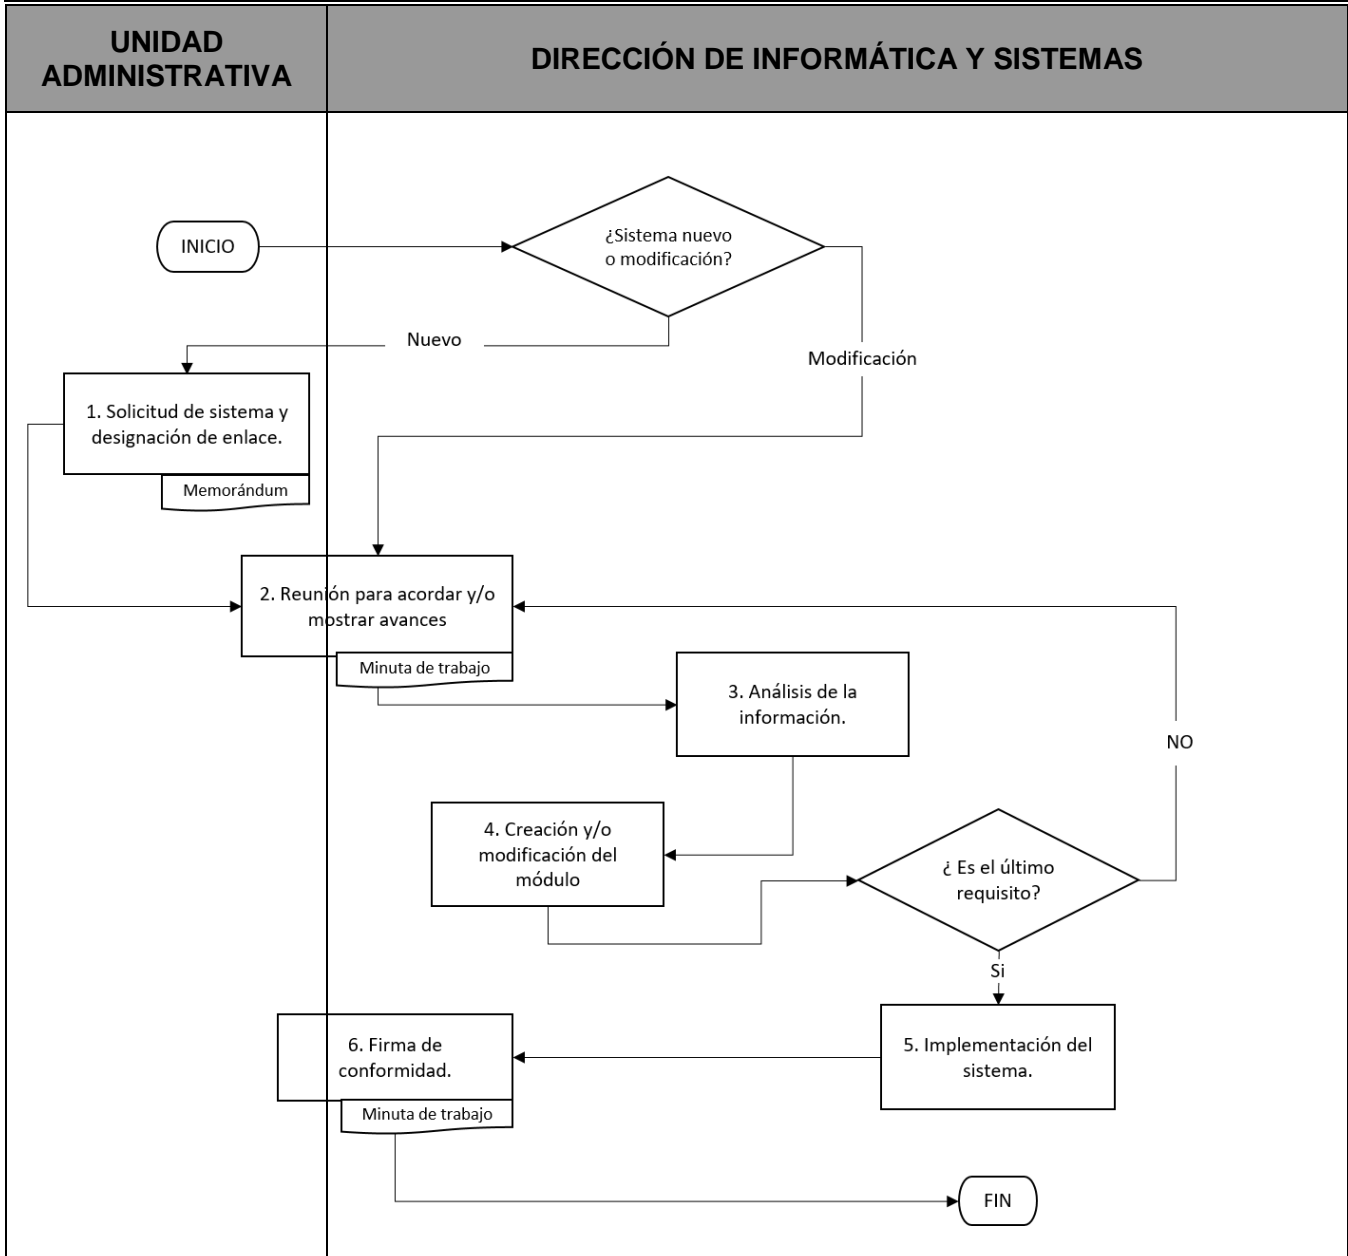 UNIDAD
ADMINISTRATIVA
DIRECCIÓN DE INFORMÁTICA Y SISTEMAS
INICIO
¿Sistema nuevo
o modificación?
Nuevo
Modificación
1. Solicitud de sistema y
designación de enlace.
Memorándum
2. Reunión para acordar y/o
mostrar avances
Minuta de trabajo
3. Análisis de la
información.
NO
4. Creación y/o
modificación del
módulo
¿ Es el último
requisito?
Si
5. Implementación del
sistema.
6. Firma de
conformidad.
Minuta de trabajo
FIN